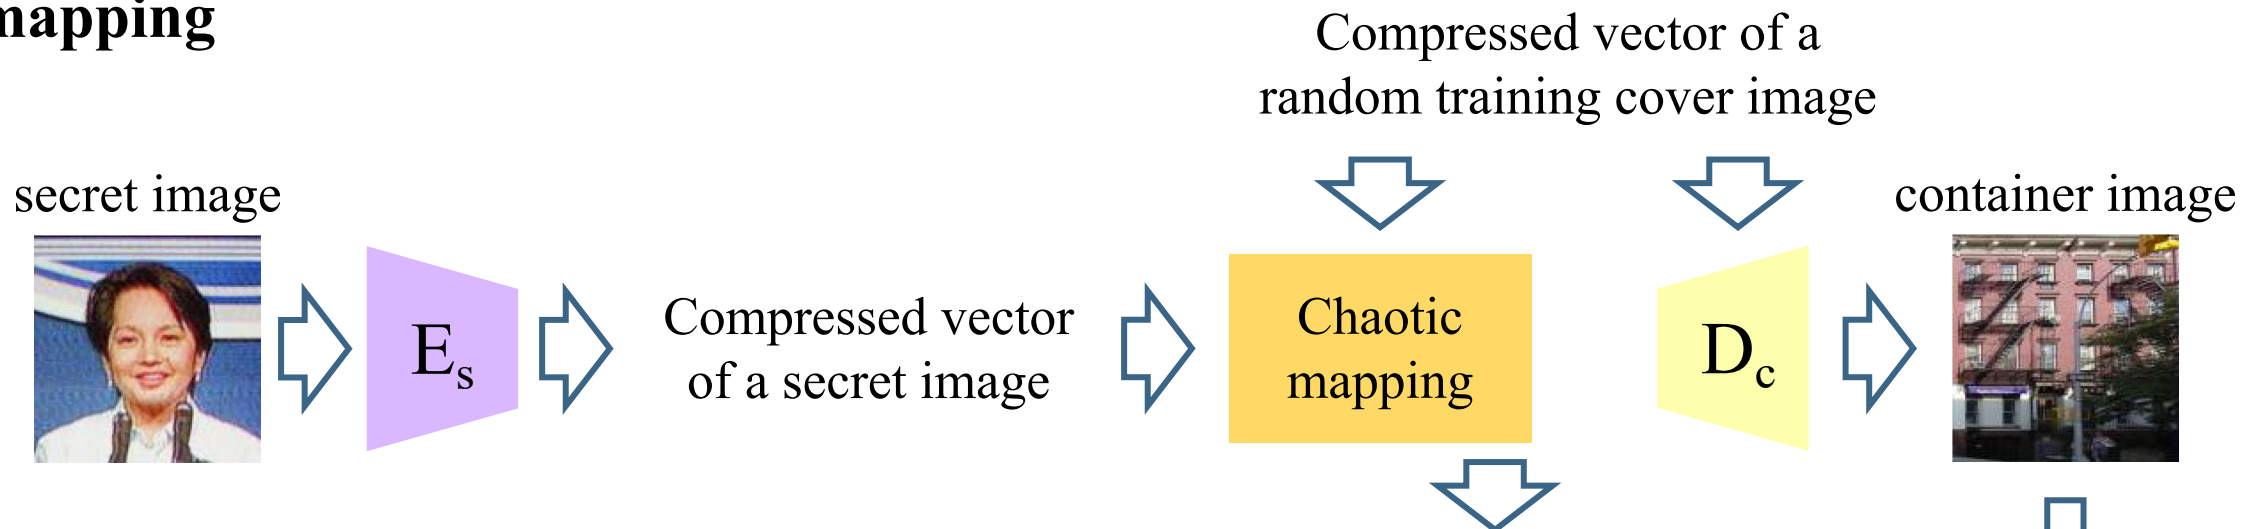 mapping
Compressed vector of a
random training cover image
secret image
container image
Es
Compressed vector
of a secret image
Chaotic
mapping
Dc